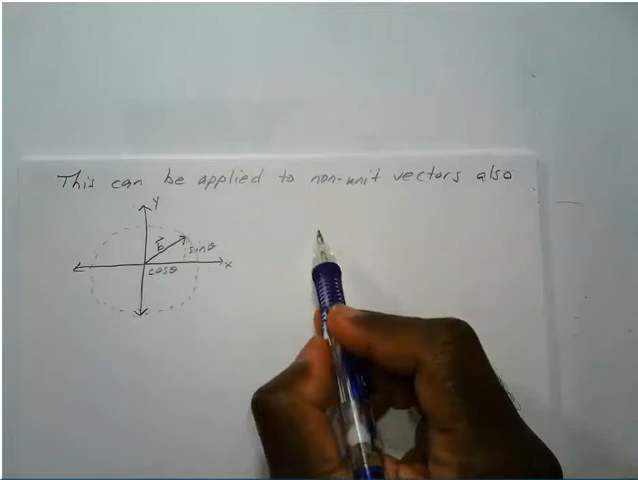 This can be applied to non-unit vectors also
y
b sinθ
cosθ x